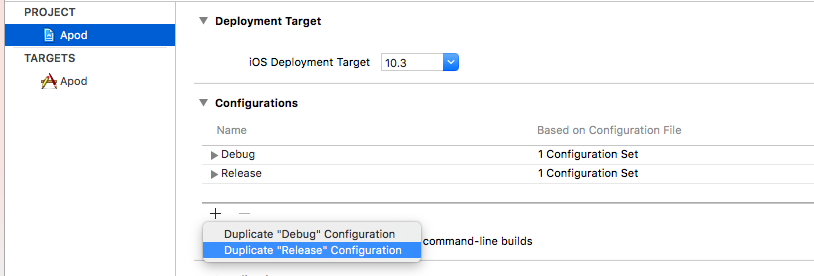 PROJECT
Apod
TARGETS
Apod
Deployment Target
iOS Deployment Target 10.3
Configurations
Name Based on Configuration File
Debug 1 Configuration Set
Release 1 Configuration Set
+ −
Duplicate "Debug" Configuration
Duplicate "Release" Configuration
command-line builds